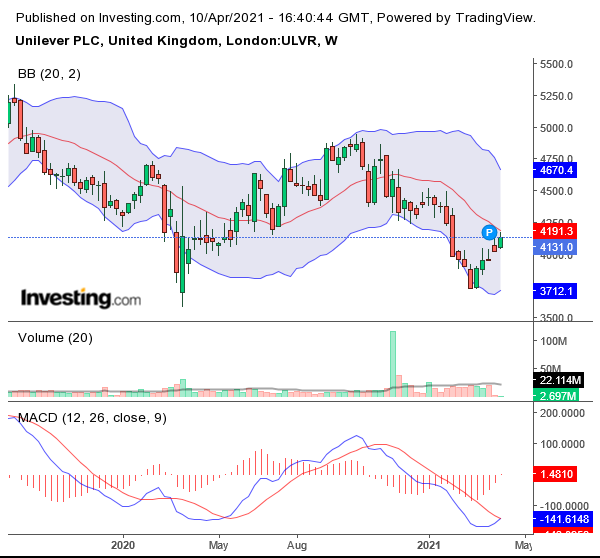 Published on Investing.com, 10/Apr/2021 - 16:40:44 GMT, Powered by TradingView.
Unilever PLC, United Kingdom, London:ULVR, W
BB (20, 2)
5500.0
5250.0
5000.0
4750.0
4670.4
4500.0
4250.0
4191.3
P
4131.0
4000.0
3712.1
3500.0
Investing.com
Volume (20)
100M
22.114M
2.697M
MACD (12, 26, close, 9)
200.0000
100.0000
1.4810
-100.0000
-141.6148
2020
May
Aug
2021
May